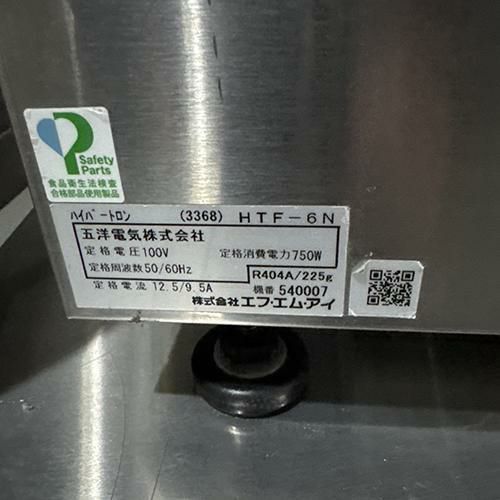 Safety
Parts
食品衛生法検査
合格部品使用製品
ハイパートロン (3368) HTF-6N
五洋電気株式会社
定格電圧100V 定格消費電力750W
定格周波数50/60Hz R404A/225g
定格電流 12.5/9.5A 機番 540007
株式会社エフ・エム・アイ